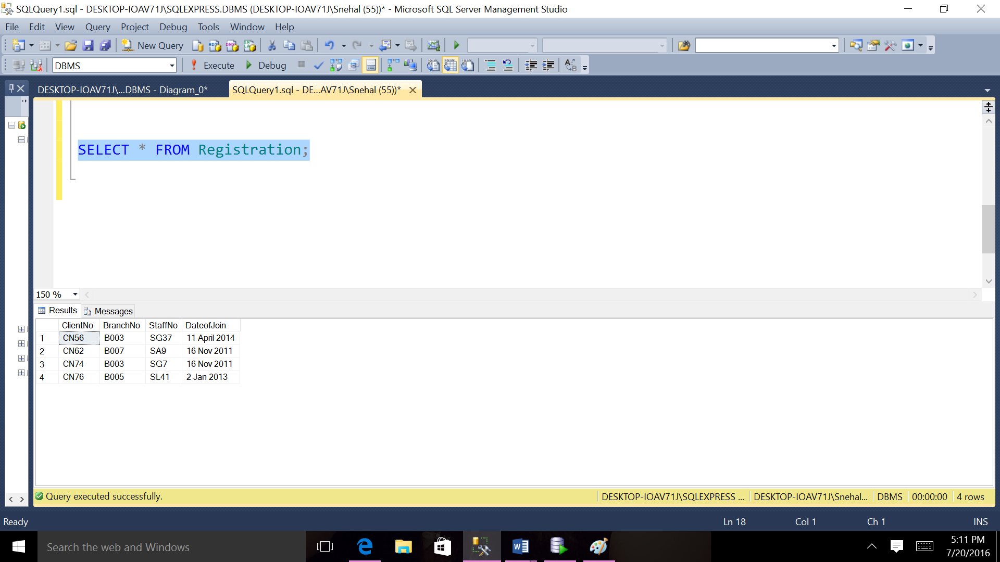 SQLQuery1.sql - DESKTOP-IOAV71J\SQLEXPRESS.DBMS (DESKTOP-IOAV71J\Snehal (55))* - Microsoft SQL Server Management Studio
File Edit View Query Project Debug Tools Window Help
New Query
DBMS Execute Debug
DESKTOP-IOAV71J\...DBMS - Diagram_0* SQLQuery1.sql - DE...AV71J\Snehal (55))*
SELECT * FROM Registration;
150 %
Results Messages
ClientNo BranchNo StaffNo DateofJoin
1 CN56 B003 SG37 11 April 2014
2 CN62 B007 SA9 16 Nov 2011
3 CN74 B003 SG7 16 Nov 2011
4 CN76 B005 SL41 2 Jan 2013
Query executed successfully. DESKTOP-IOAV71J\SQLEXPRESS ... DESKTOP-IOAV71J\Snehal... DBMS 00:00:00 4 rows
Ready Ln 18 Col 1 Ch 1 INS
Search the web and Windows
5:11 PM
7/20/2016